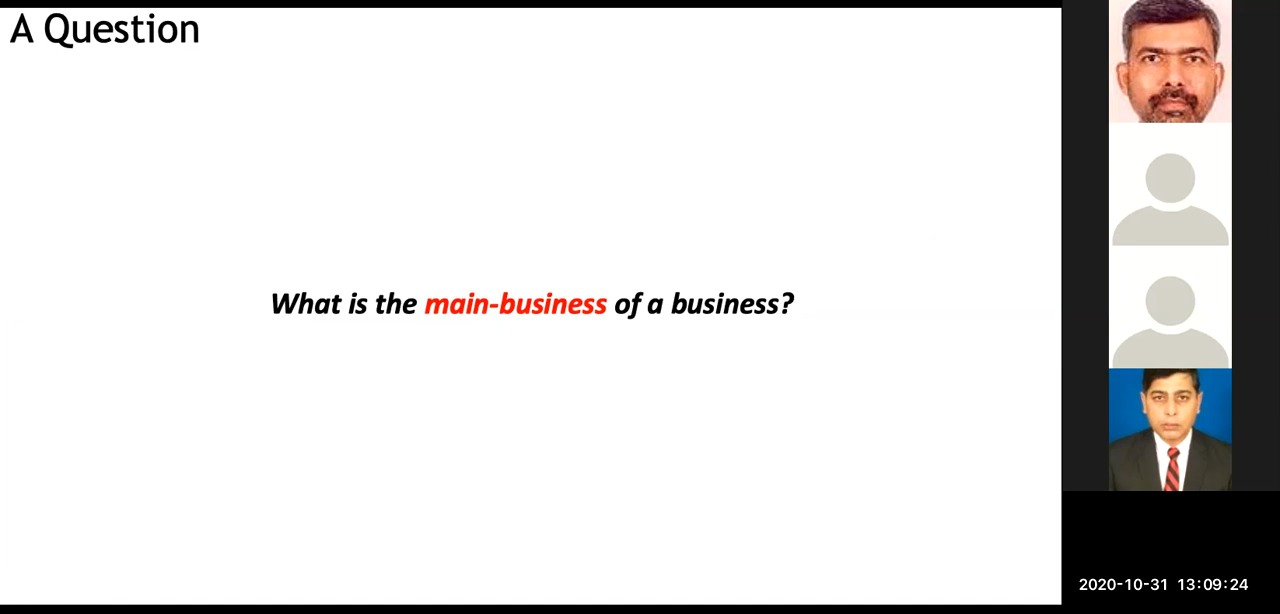 A Question
What is the main-business of a business?
2020-10-31 13:09:24